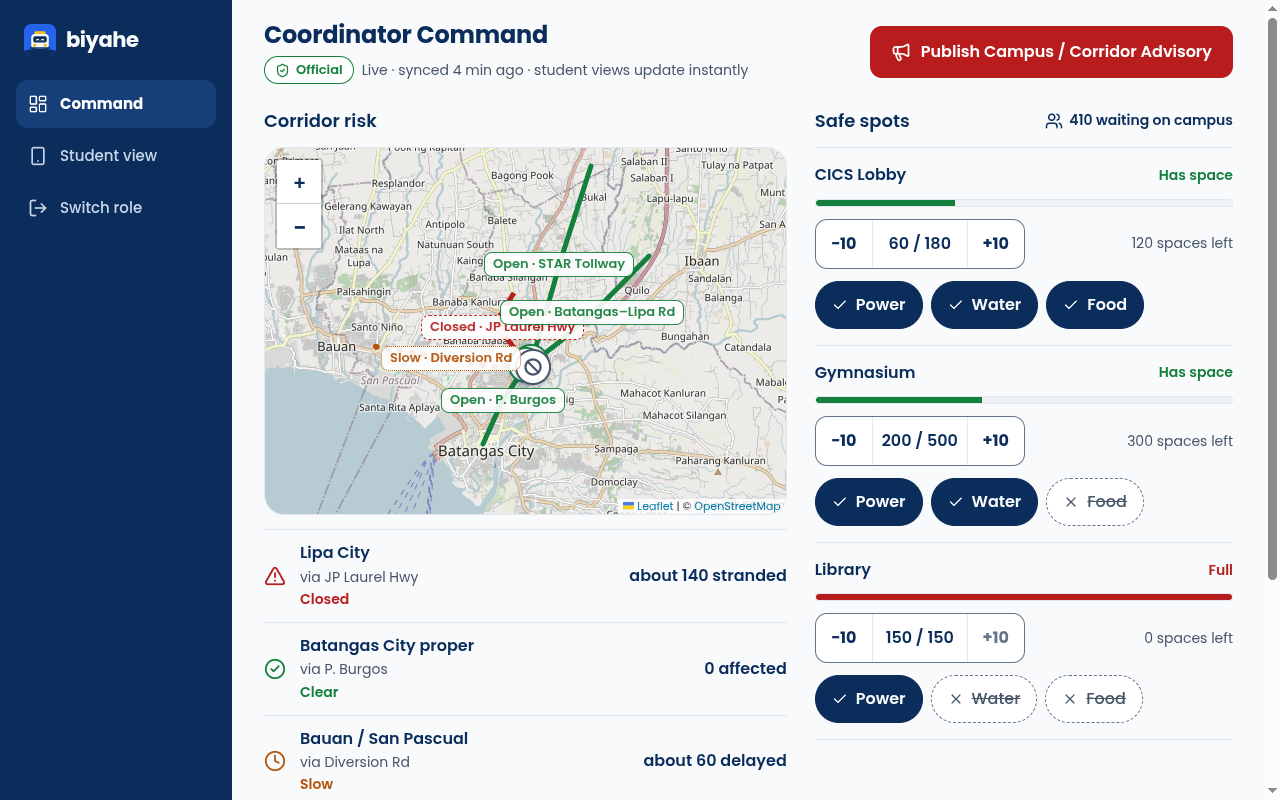 biyahe
Command
Student view
Switch role
Coordinator Command
Official
Live · synced 4 min ago · student views update instantly
Publish Campus / Corridor Advisory
Corridor risk
+
−
Salaban II
Tulay na Patpat
Bagong Pook
Salaban I
Resplandor
Bukal
Lapu-lapu
Gelerang Kawayan
Balete
Antipolo
Ilat North
Natunuan South
Mataas na
Lupa
Ibaan
Sandalan
Palsahingin
Quilo
Balanga
Santo Niño
Bauan
Catandala
San Pascual
Santa Rita Aplaya
Mahacot Kanluran
Mahacot Silangan
Batangas City
Sampaga
Paharang Kanluran
Domoclay
Open · STAR Tollway
Open · Batangas–Lipa Rd
Closed · JP Laurel Hwy
Slow · Diversion Rd
Open · P. Burgos
Leaflet | © OpenStreetMap
Lipa City
via JP Laurel Hwy
Closed
about 140 stranded
Batangas City proper
via P. Burgos
Clear
0 affected
Bauan / San Pascual
via Diversion Rd
Slow
about 60 delayed
Safe spots
410 waiting on campus
CICS Lobby
Has space
-10
60 / 180
+10
120 spaces left
Power
Water
Food
Gymnasium
Has space
-10
200 / 500
+10
300 spaces left
Power
Water
Food
Library
Full
-10
150 / 150
+10
0 spaces left
Power
Water
Food